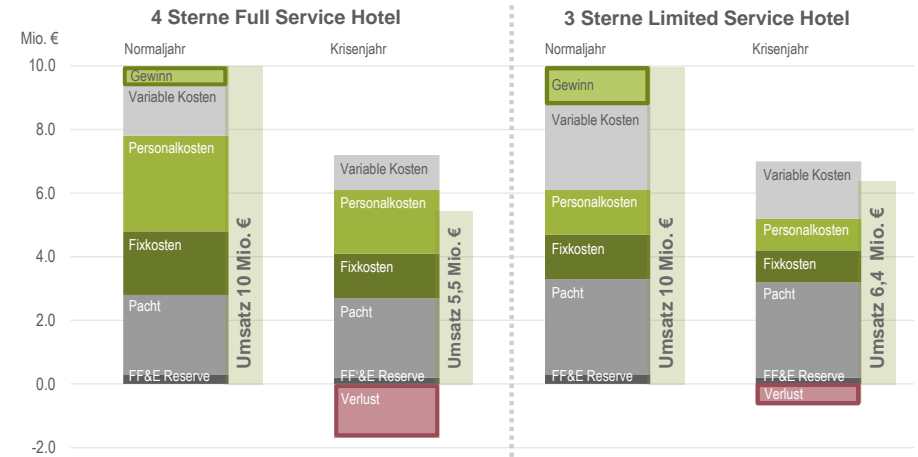 4 Sterne Full Service Hotel
3 Sterne Limited Service Hotel
Mio. €
Normaljahr
Krisenjahr
Normaljahr
Krisenjahr
10.0
8.0
6.0
4.0
2.0
0.0
-2.0
Gewinn
Variable Kosten
Personalkosten
Fixkosten
Pacht
FF&E Reserve
Umsatz 10 Mio. €
Variable Kosten
Personalkosten
Fixkosten
Pacht
FF'&E Reserve
Verlust
Umsatz 5,5 Mio. €
Gewinn
Variable Kosten
Personalkosten
Fixkosten
Pacht
FF&E Reserve
Umsatz 10 Mio. €
Variable Kosten
Personalkosten
Fixkosten
Pacht
FF&E Reserve
Verlust
Umsatz 6,4 Mio. €